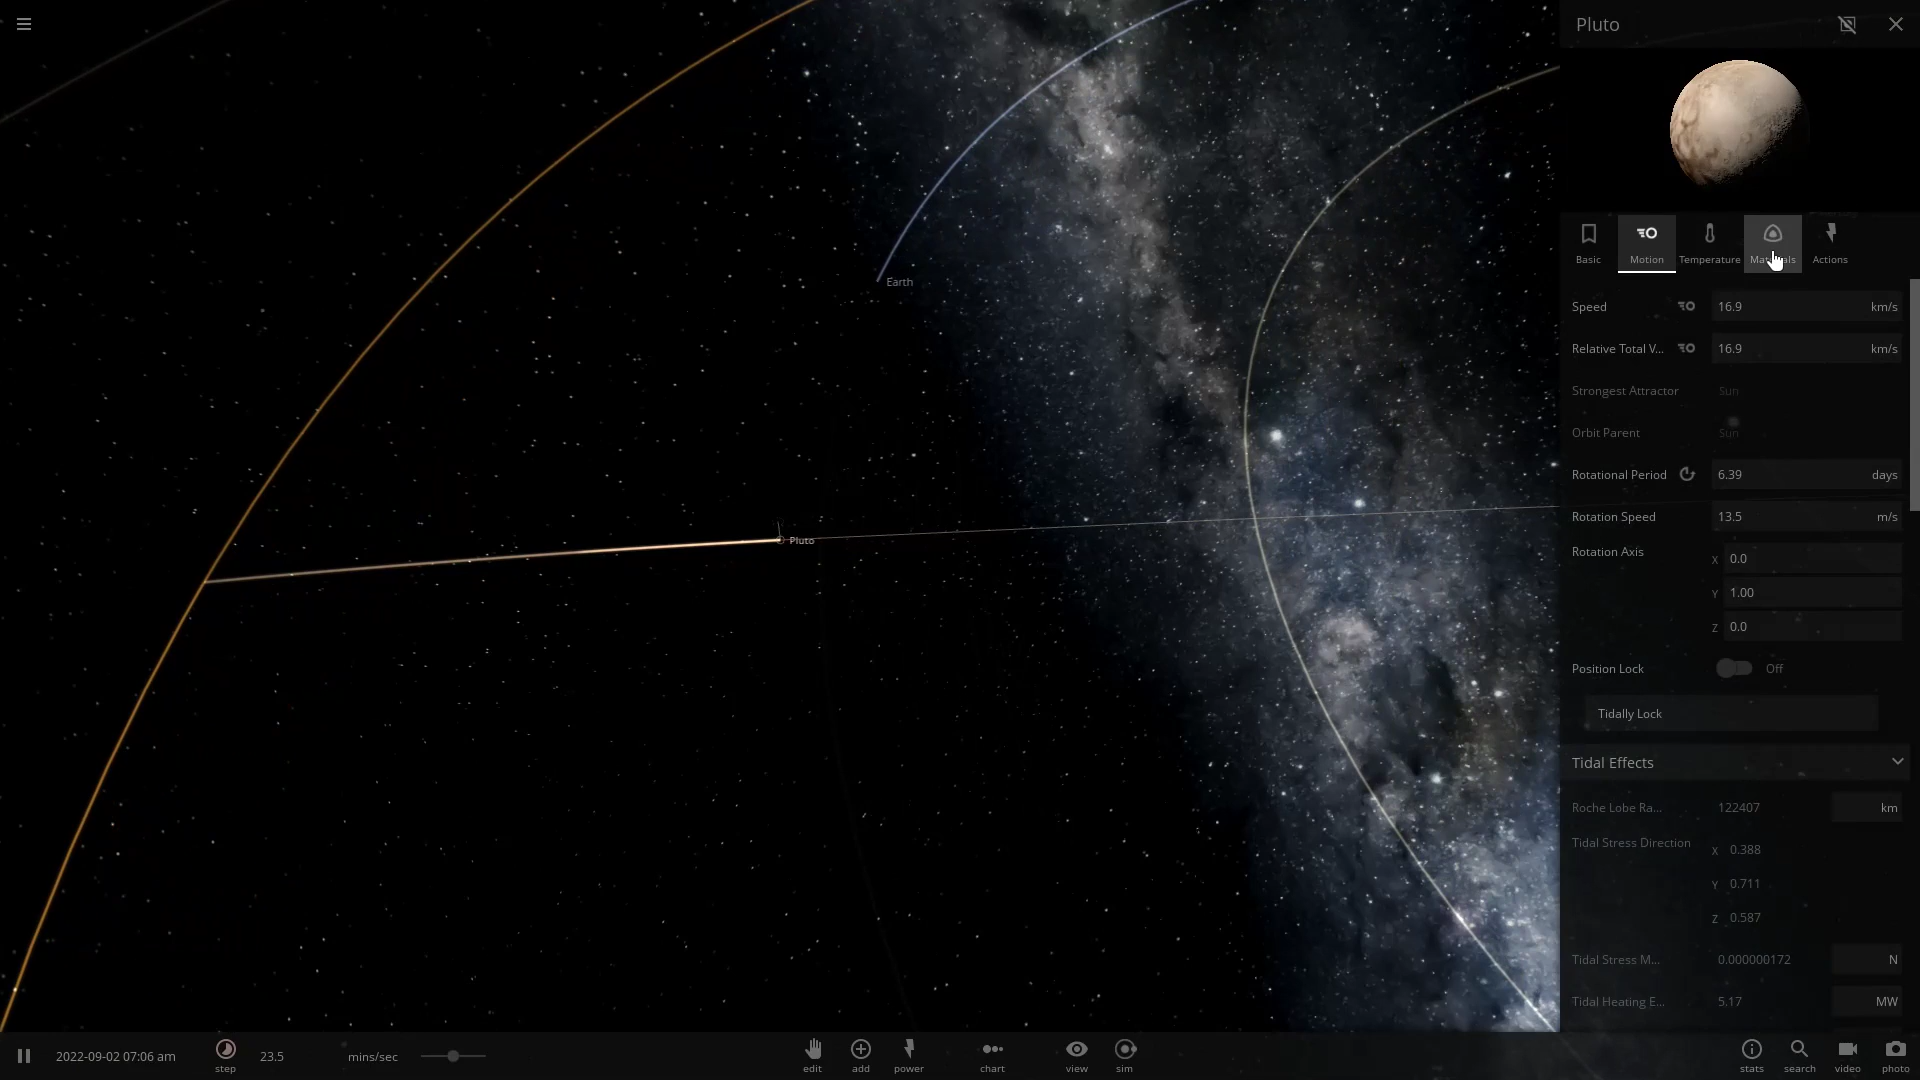 Pluto
Basic
Motion
Temperature
Actions
Speed 16.9 km/s
Relative Total V... 16.9 km/s
Strongest Attractor Sun
Orbit Parent Sun
Rotational Period 6.39 days
Rotation Speed 13.5 m/s
Rotation Axis
X 0.0
Y 1.00
Z 0.0
Position Lock Off
Tidally Lock
Tidal Effects
Roche Lobe Ra... 122407 km
Tidal Stress Direction
X 0.388
Y 0.711
Z 0.587
Tidal Stress M... 0.000000172 N
Tidal Heating E... 5.17 MW
Earth
Pluto
2022-09-02 07:06 am
step
23.5 mins/sec
edit
add
power
chart
view
sim
stats
search
video
photo